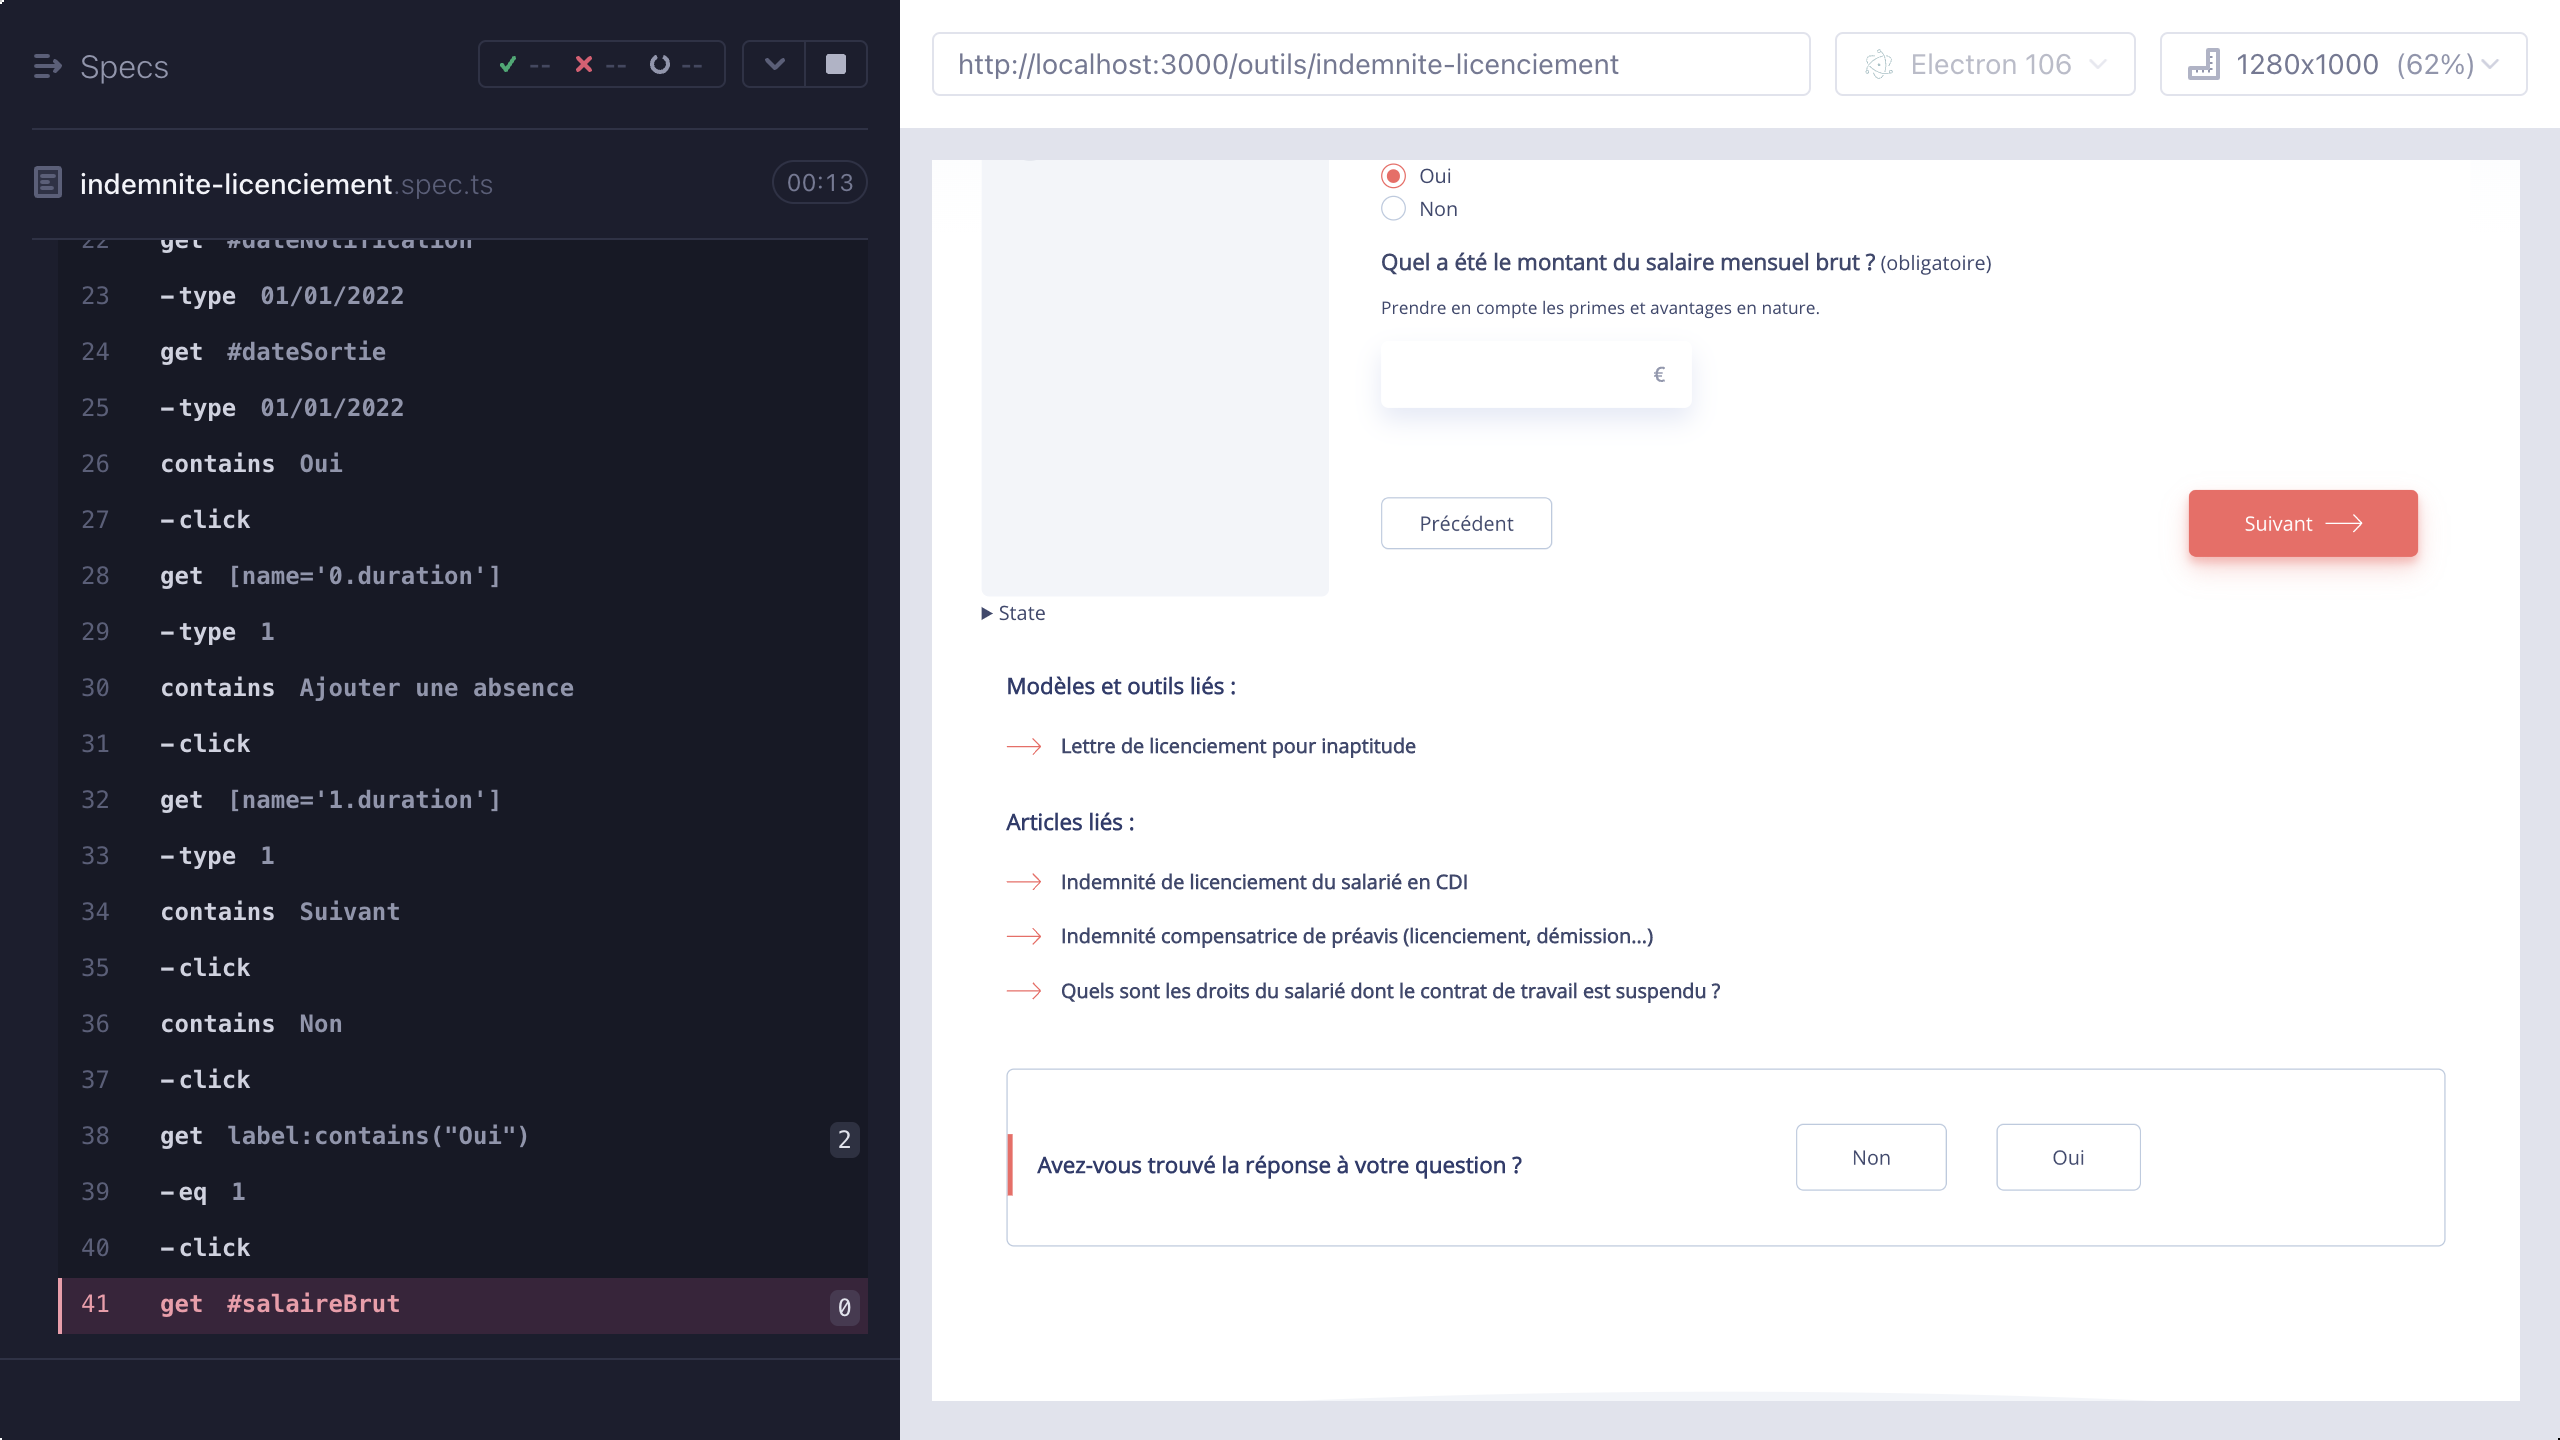 Specs
--
--
--
indemnite-licenciement.spec.ts
00:13
22 get #dateNotification
23 -type 01/01/2022
24 get #dateSortie
25 -type 01/01/2022
26 contains Oui
27 -click
28 get [name='0.duration']
29 -type 1
30 contains Ajouter une absence
31 -click
32 get [name='1.duration']
33 -type 1
34 contains Suivant
35 -click
36 contains Non
37 -click
38 get label:contains("Oui") 2
39 -eq 1
40 -click
41 get #salaireBrut 0
http://localhost:3000/outils/indemnite-licenciement
Electron 106
1280x1000 (62%)
Oui
Non
Quel a été le montant du salaire mensuel brut ? (obligatoire)
Prendre en compte les primes et avantages en nature.
€
Précédent
Suivant
State
Modèles et outils liés :
Lettre de licenciement pour inaptitude
Articles liés :
Indemnité de licenciement du salarié en CDI
Indemnité compensatrice de préavis (licenciement, démission...)
Quels sont les droits du salarié dont le contrat de travail est suspendu ?
Avez-vous trouvé la réponse à votre question ?
Non
Oui